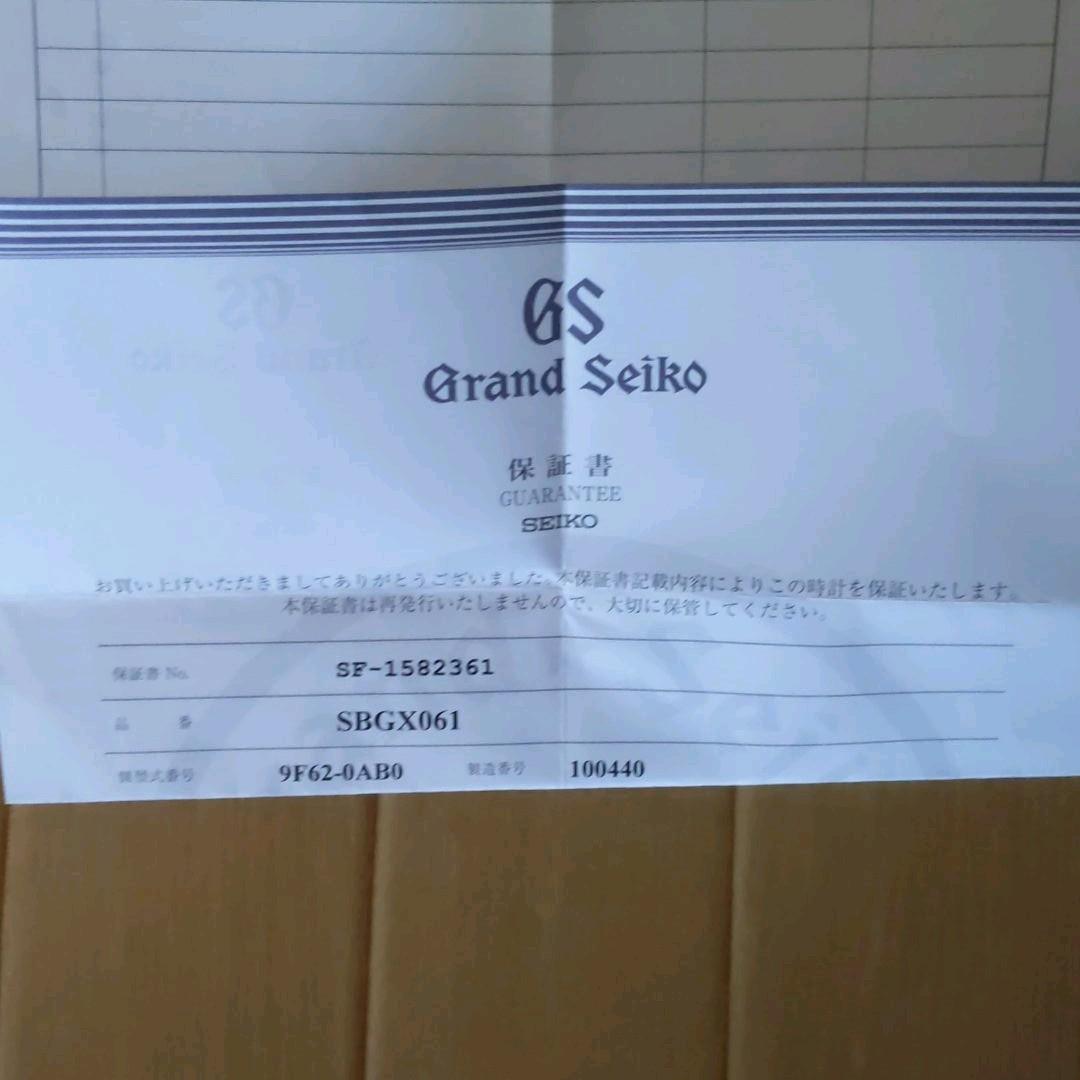 GS
Grand Seiko
保証書
GUARANTEE
SEIKO
お買い上げいただきましてありがとうございました。本保証書記載内容によりこの時計を保証いたします。
本保証書は再発行いたしませんので、大切に保管してください。
保証書 No. SF-1582361
品 番 SBGX061
側型式番号 9F62-0AB0 製造番号 100440